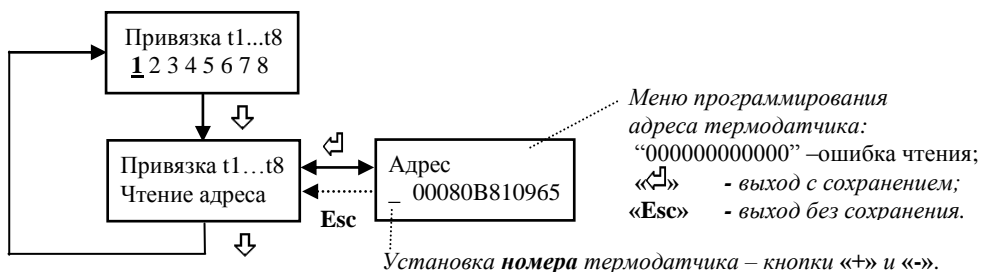 Привязка t1...t8
1 2 3 4 5 6 7 8
Привязка t1…t8
Чтение адреса
Esc
Адрес
_ 00080B810965
Меню программирования
адреса термодатчика:
“000000000000” –ошибка чтения;
«⏎» - выход с сохранением;
«Esc» - выход без сохранения.
Установка номера термодатчика – кнопки «+» и «-».